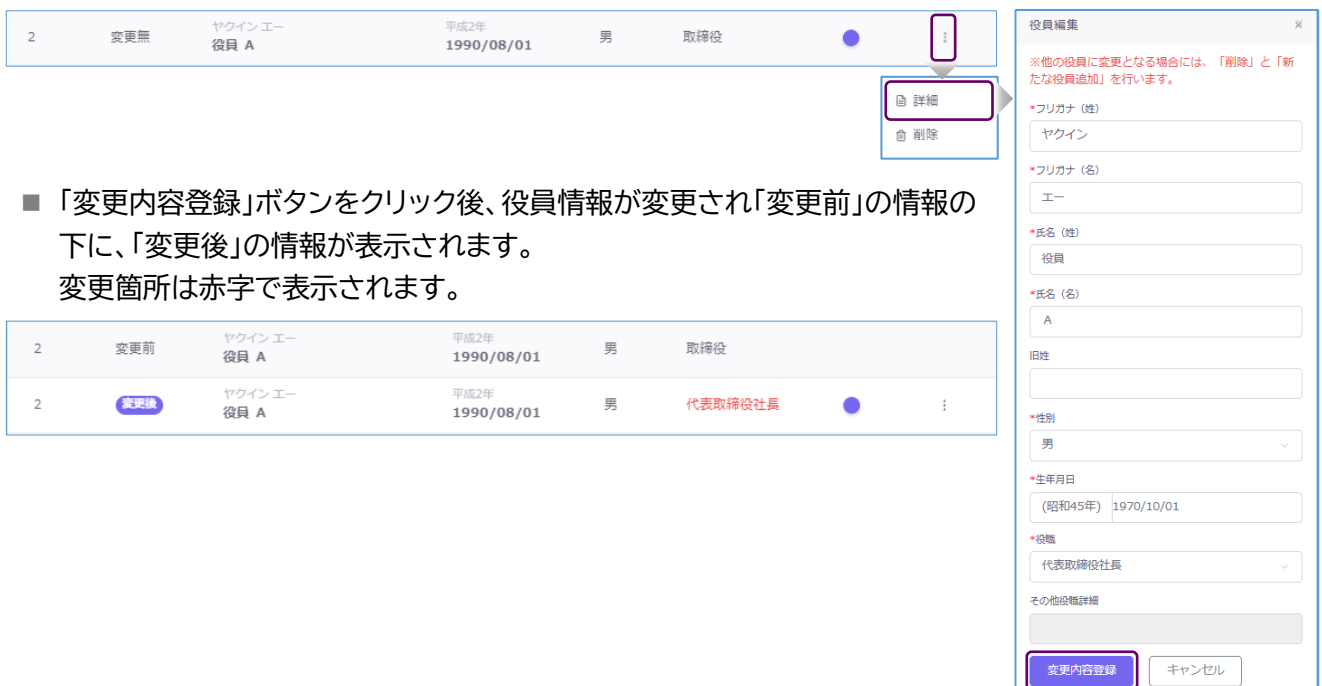 2 変更無 ヤクイン エー 平成2年 男 取締役
役員 A 1990/08/01
詳細
削除
■ 「変更内容登録」ボタンをクリック後、役員情報が変更され「変更前」の情報の
下に、「変更後」の情報が表示されます。
変更箇所は赤字で表示されます。
2 変更前 ヤクイン エー 平成2年 男 取締役
役員 A 1990/08/01
2 変更後 ヤクイン エー 平成2年 男 代表取締役社長
役員 A 1990/08/01
役員編集
※他の役員に変更となる場合には、「削除」と「新
たな役員追加」を行います。
*フリガナ（姓）
ヤクイン
*フリガナ（名）
エー
*氏名（姓）
役員
*氏名（名）
A
旧姓
*性別
男
*生年月日
(昭和45年) 1970/10/01
*役職
代表取締役社長
その他役職詳細
変更内容登録 キャンセル